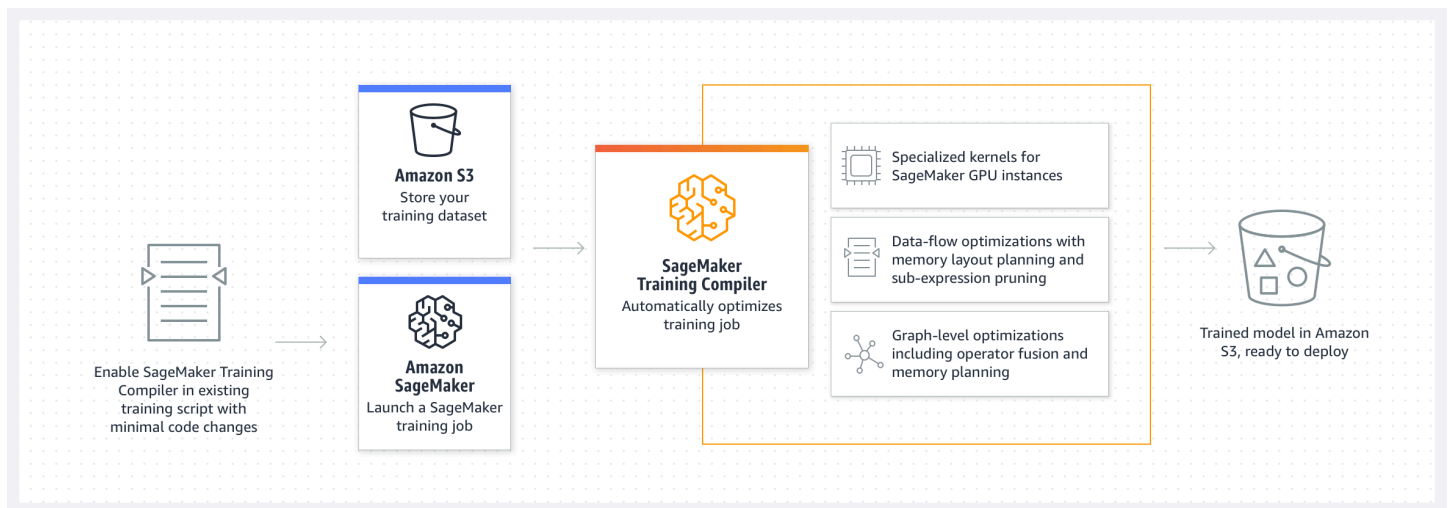 Enable SageMaker Training
Compiler in existing
training script with
minimal code changes
Amazon S3
Store your
training dataset
Amazon
SageMaker
Launch a SageMaker
training job
SageMaker
Training Compiler
Automatically optimizes
training job
Specialized kernels for
SageMaker GPU instances
Data-flow optimizations with
memory layout planning and
sub-expression pruning
Graph-level optimizations
including operator fusion and
memory planning
Trained model in Amazon
S3, ready to deploy